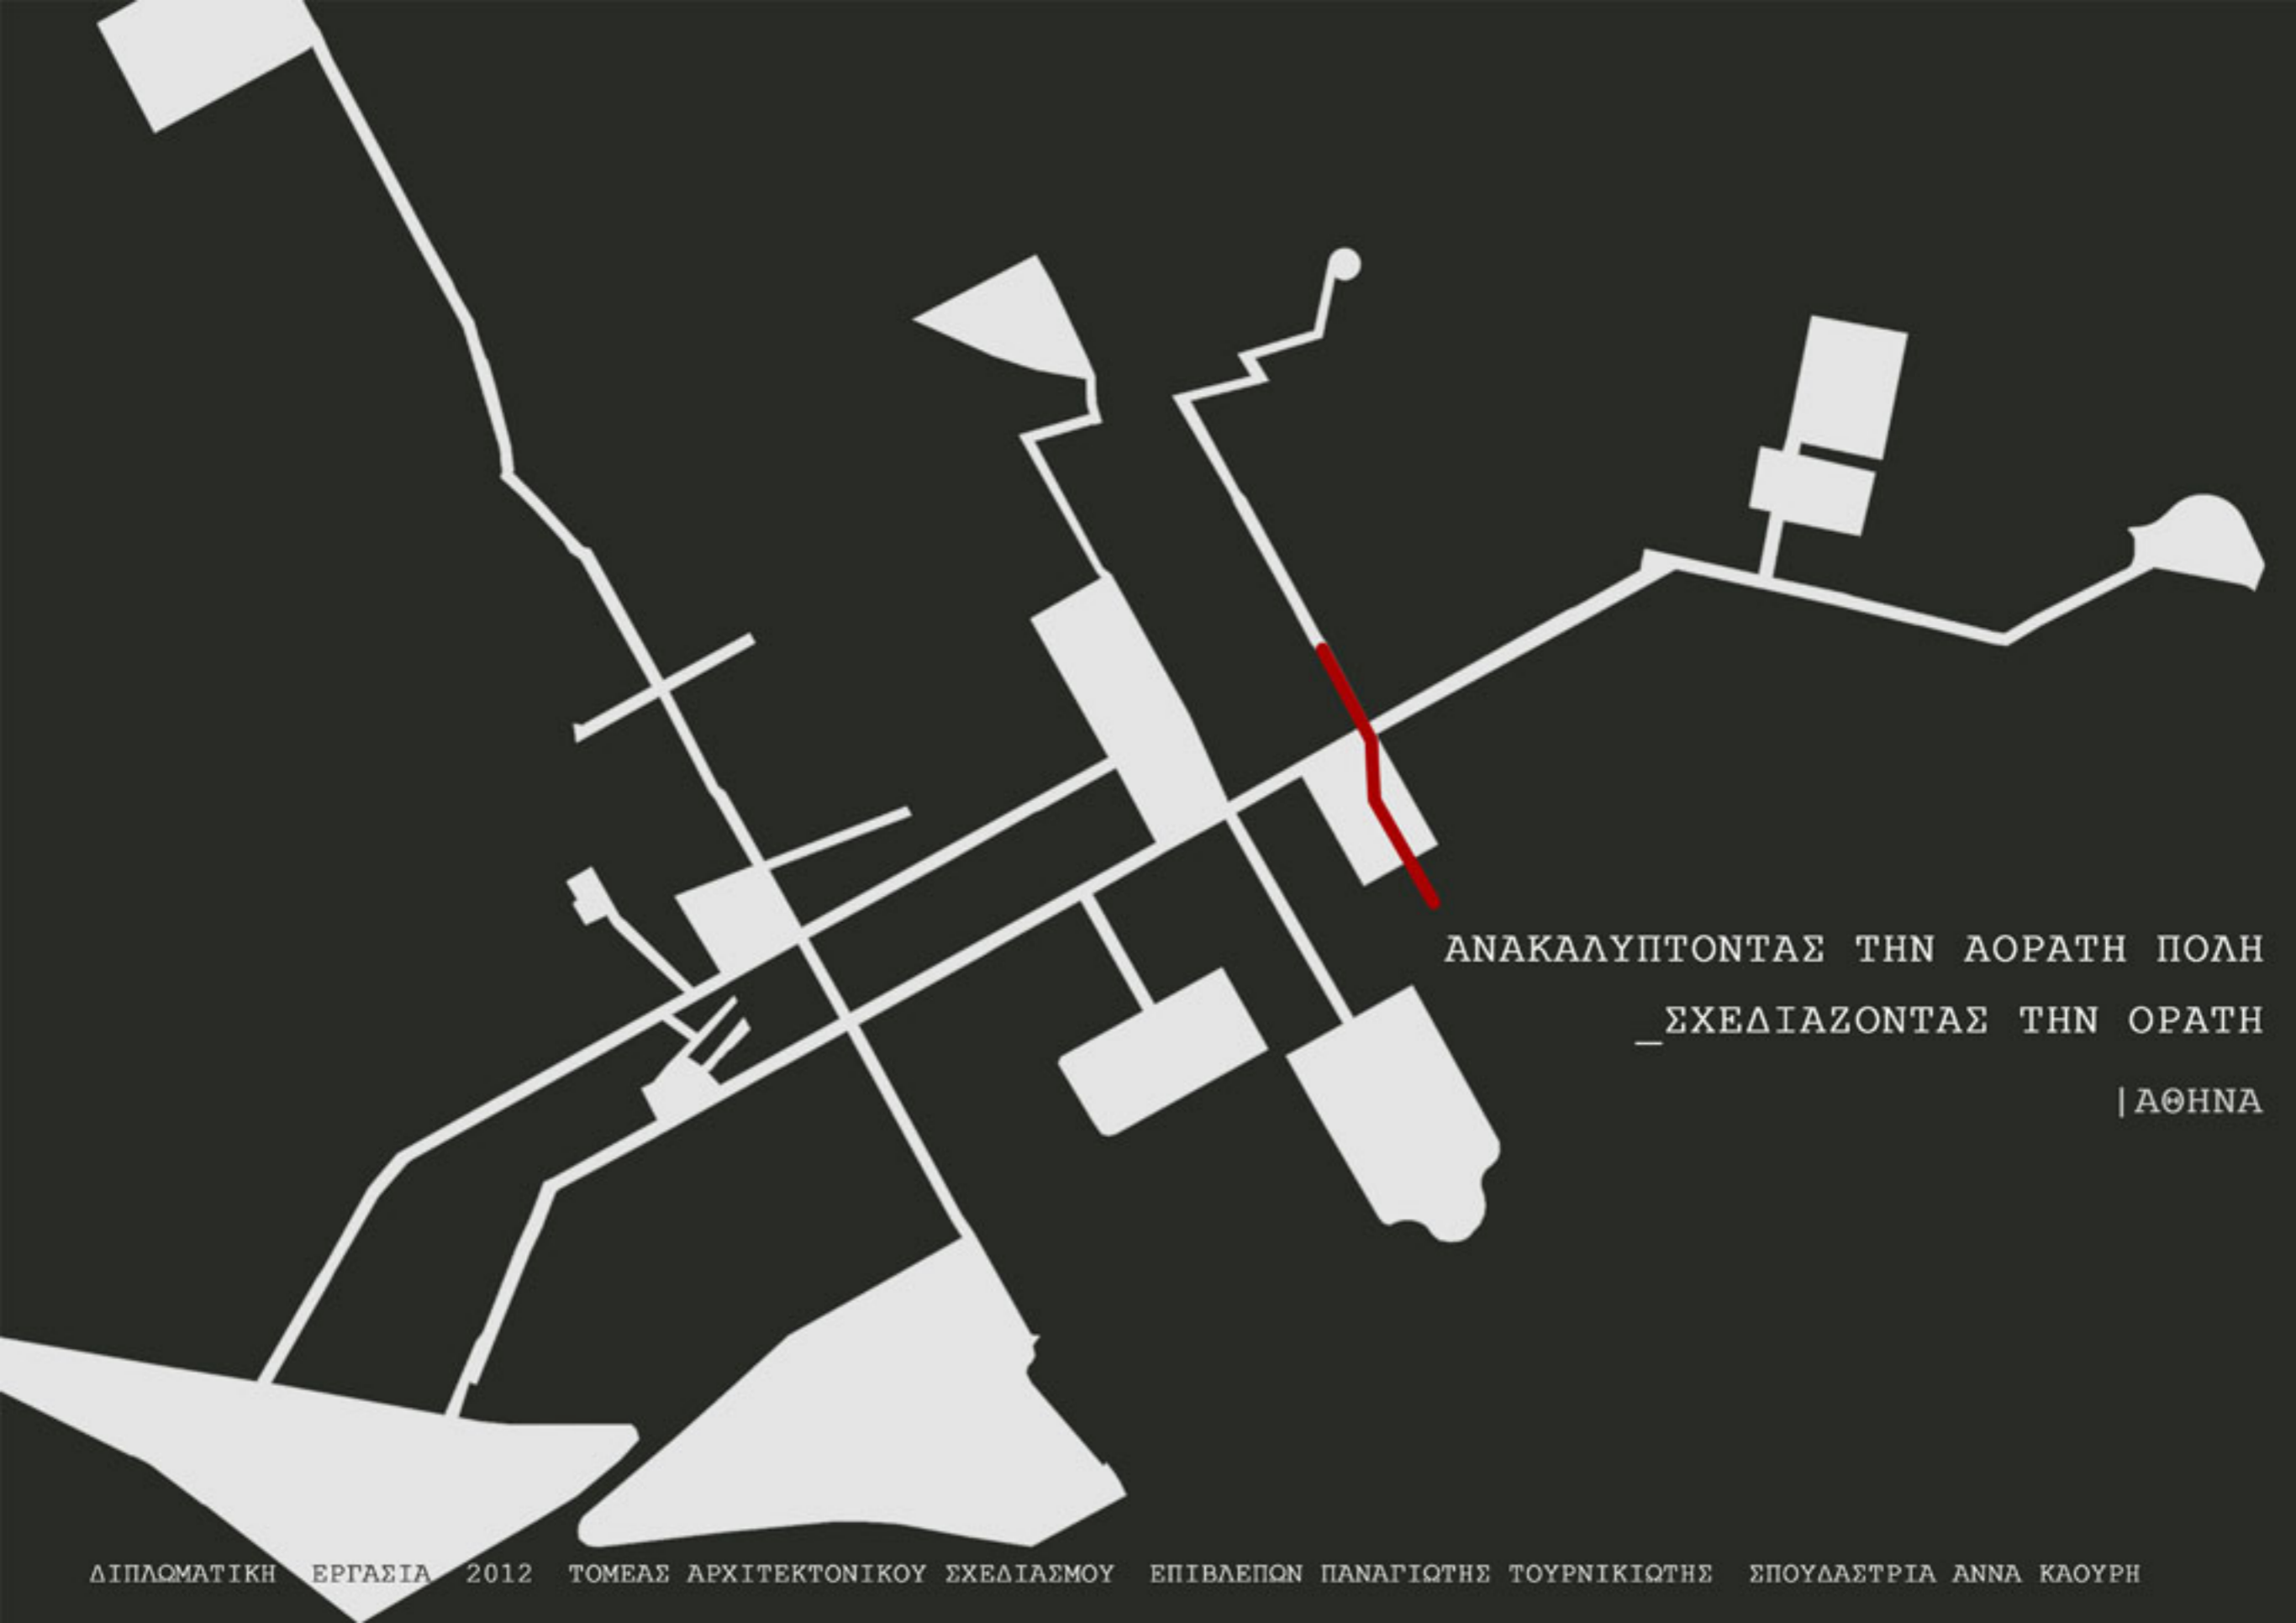 ΑΝΑΚΑΛΥΠΤΟΝΤΑΣ ΤΗΝ ΑΟΡΑΤΗ ΠΟΛΗ
_ΣΧΕΔΙΑΖΟΝΤΑΣ ΤΗΝ ΟΡΑΤΗ
|ΑΘΗΝΑ
ΔΙΠΛΩΜΑΤΙΚΗ ΕΡΓΑΣΙΑ 2012 ΤΟΜΕΑΣ ΑΡΧΙΤΕΚΤΟΝΙΚΟΥ ΣΧΕΔΙΑΣΜΟΥ ΕΠΙΒΛΕΠΩΝ ΠΑΝΑΓΙΩΤΗΣ ΤΟΥΡΝΙΚΙΩΤΗΣ ΣΠΟΥΔΑΣΤΡΙΑ ΑΝΝΑ ΚΑΟΥΡΗ